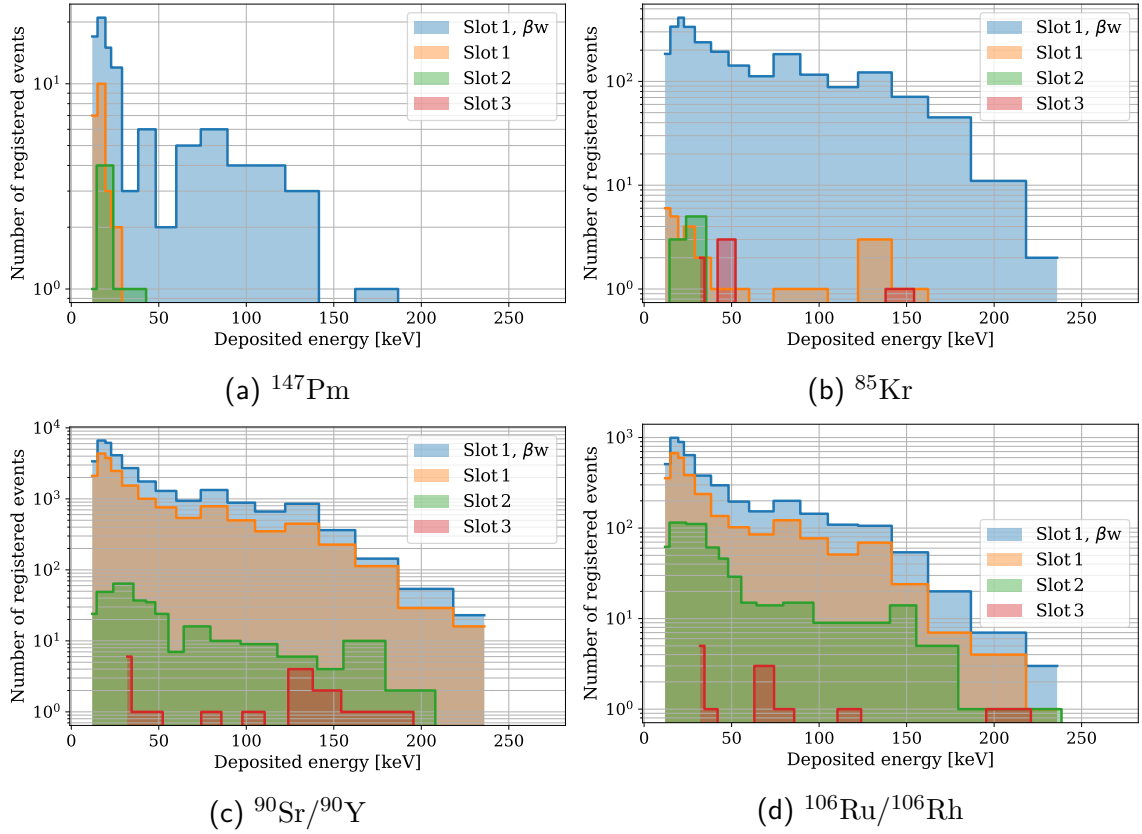 Number of registered events
10¹
10⁰
Slot 1, βw
Slot 1
Slot 2
Slot 3
0 50 100 150 200 250
Deposited energy [keV]
(a) ¹⁴⁷Pm
Number of registered events
10²
10¹
10⁰
Slot 1, βw
Slot 1
Slot 2
Slot 3
0 50 100 150 200 250
Deposited energy [keV]
(b) ⁸⁵Kr
Number of registered events
10⁴
10³
10²
10¹
10⁰
Slot 1, βw
Slot 1
Slot 2
Slot 3
0 50 100 150 200 250
Deposited energy [keV]
(c) ⁹⁰Sr/⁹⁰Y
Number of registered events
10³
10²
10¹
10⁰
Slot 1, βw
Slot 1
Slot 2
Slot 3
0 50 100 150 200 250
Deposited energy [keV]
(d) ¹⁰⁶Ru/¹⁰⁶Rh